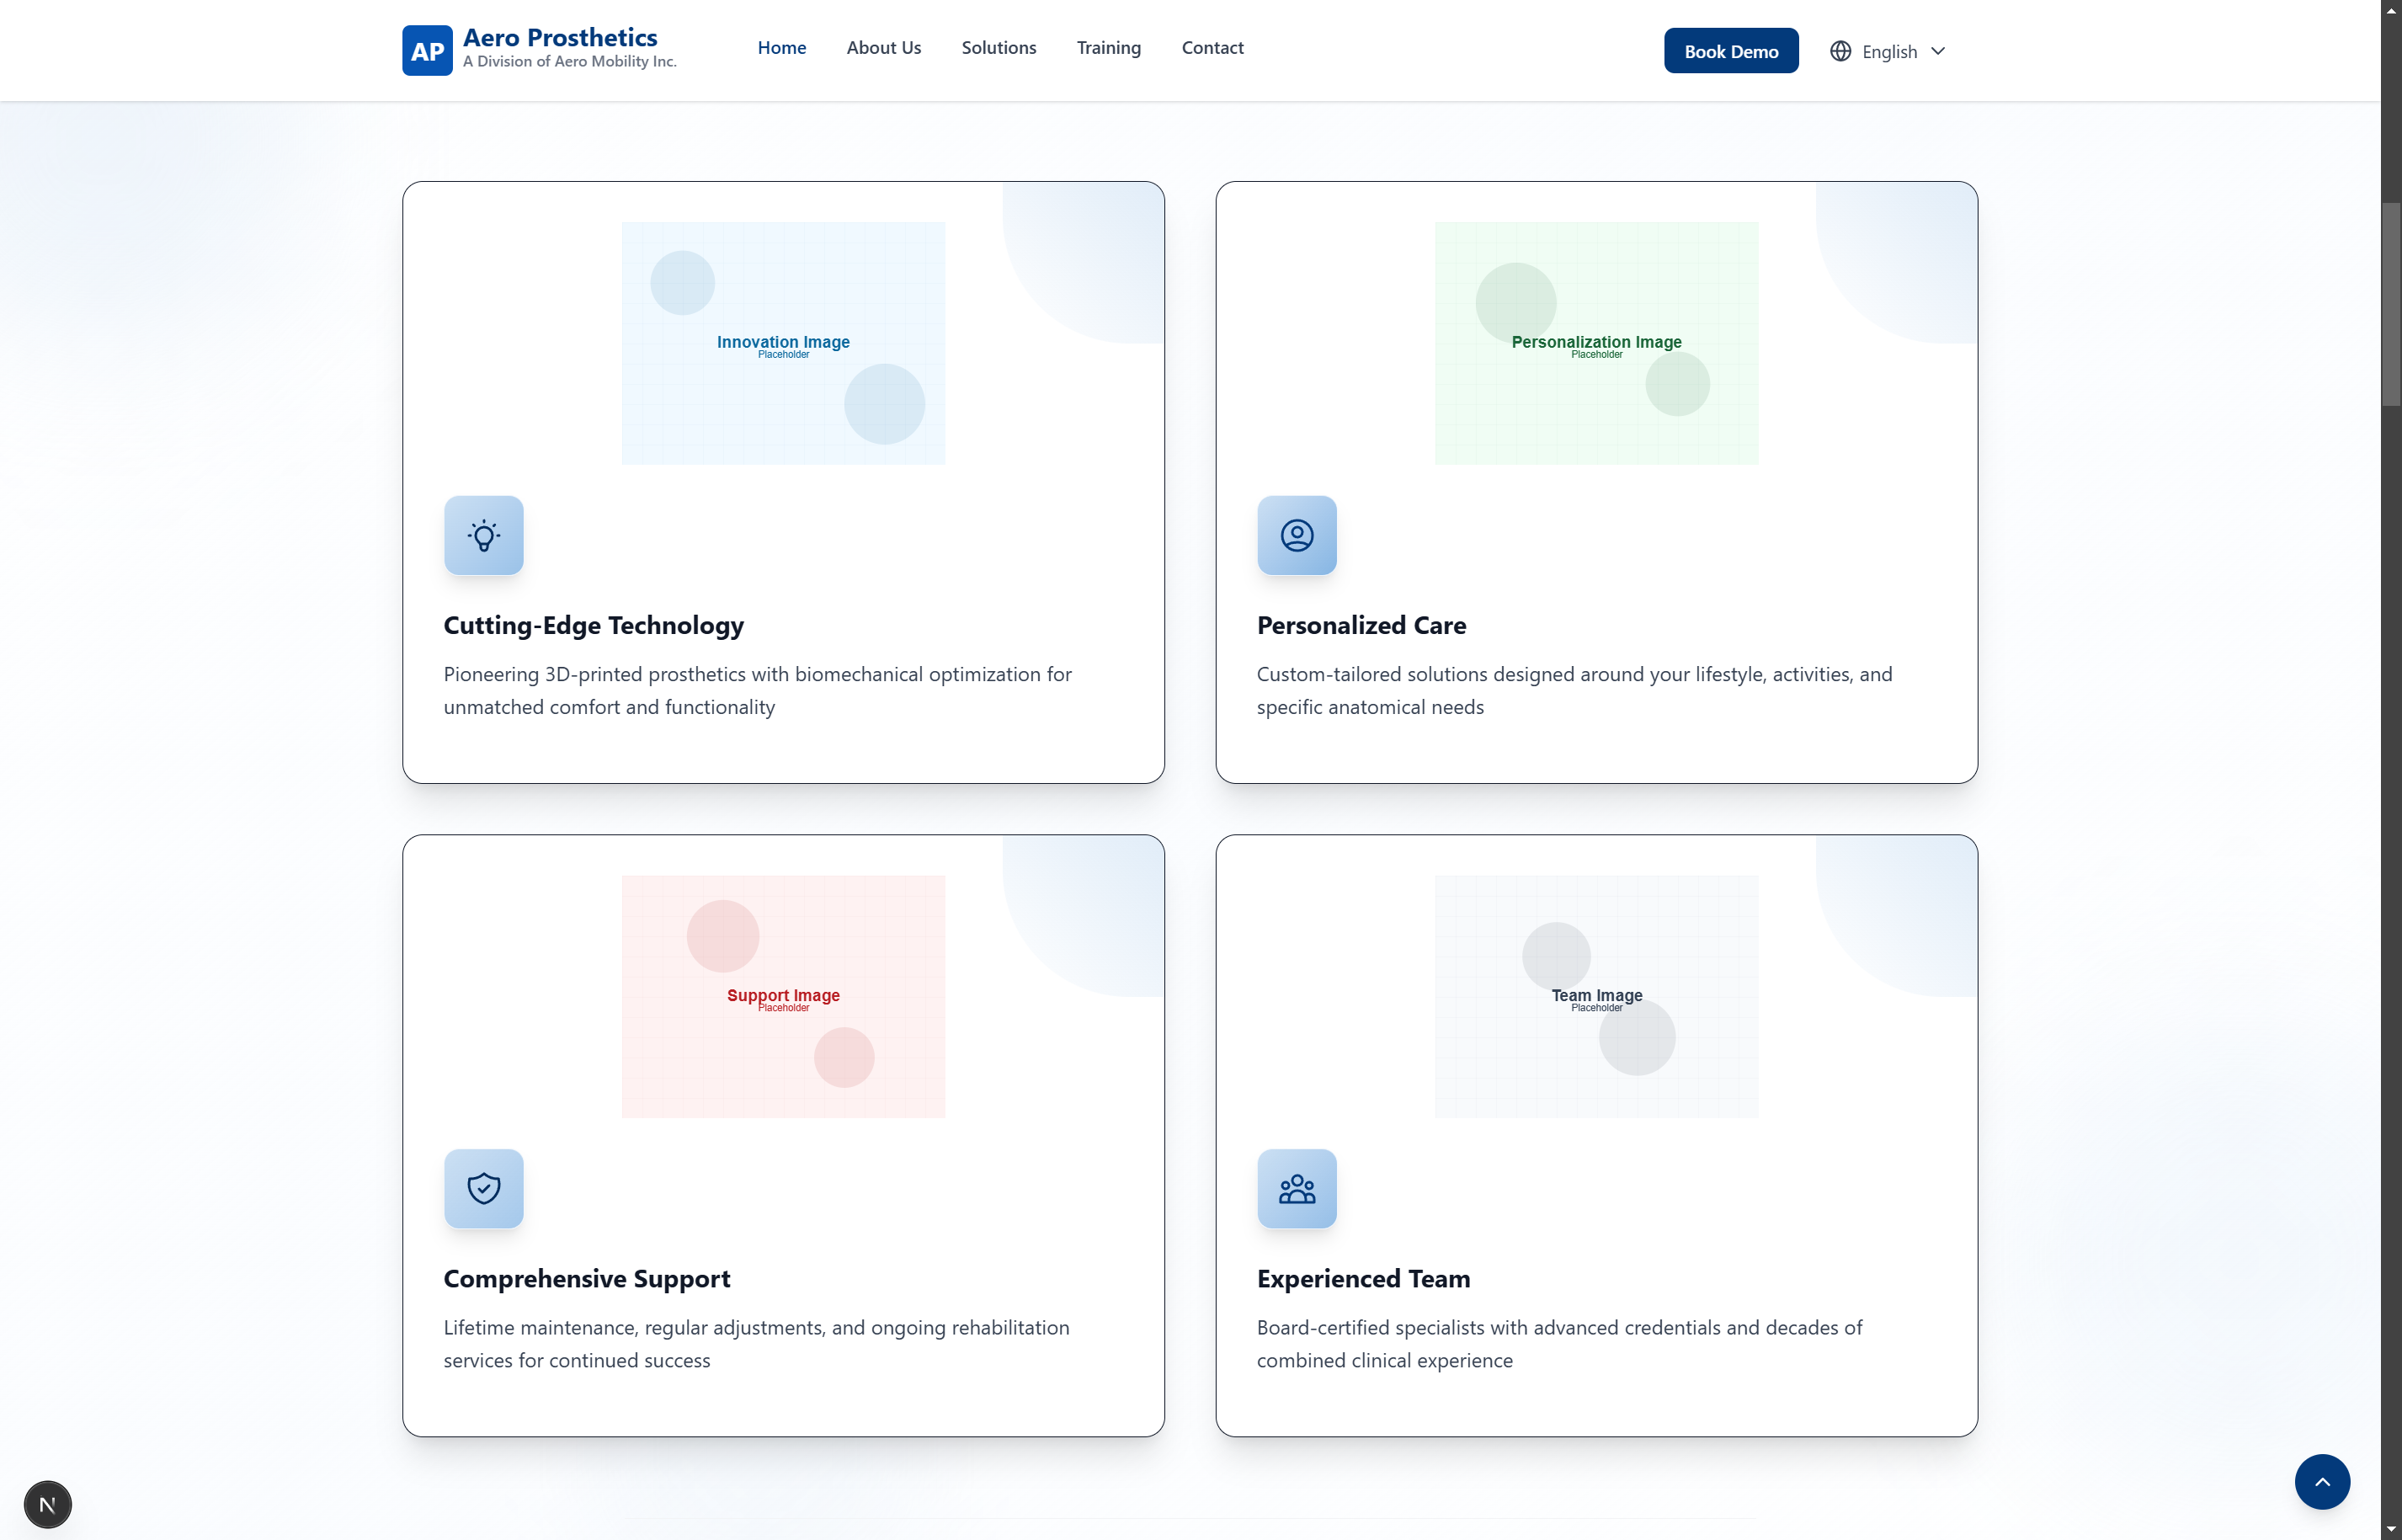 AP
Aero Prosthetics
A Division of Aero Mobility Inc.
Home
About Us
Solutions
Training
Contact
Book Demo
English
Innovation Image
Placeholder
Personalization Image
Placeholder
Cutting-Edge Technology
Pioneering 3D-printed prosthetics with biomechanical optimization for
unmatched comfort and functionality
Personalized Care
Custom-tailored solutions designed around your lifestyle, activities, and
specific anatomical needs
Support Image
Placeholder
Team Image
Placeholder
Comprehensive Support
Lifetime maintenance, regular adjustments, and ongoing rehabilitation
services for continued success
Experienced Team
Board-certified specialists with advanced credentials and decades of
combined clinical experience
N